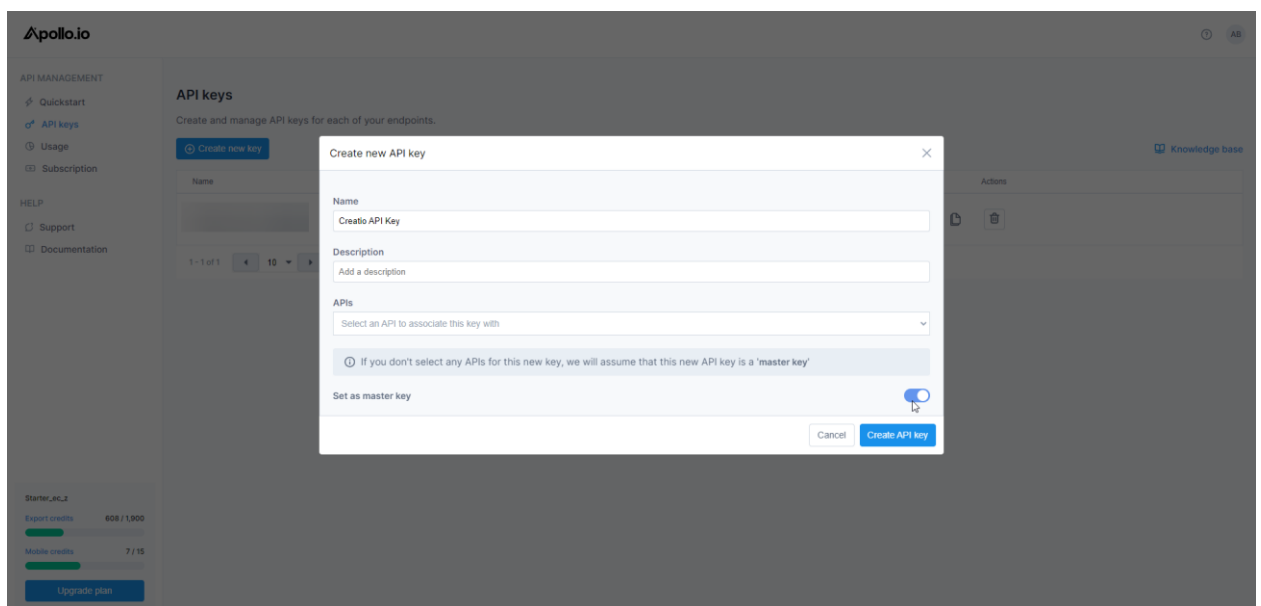 Apollo.io
AB
API MANAGEMENT
Quickstart
API keys
Usage
Subscription
HELP
Support
Documentation
API keys
Create and manage API keys for each of your endpoints.
Create new key
Knowledge base
Name
Actions
1 - 1 of 1
10
Create new API key
Name
Creatio API Key
Description
Add a description
APIs
Select an API to associate this key with
If you don't select any APIs for this new key, we will assume that this new API key is a 'master key'
Set as master key
Cancel
Create API key
Starter_ec_z
Export credits 608 / 1,900
Mobile credits 7 / 15
Upgrade plan